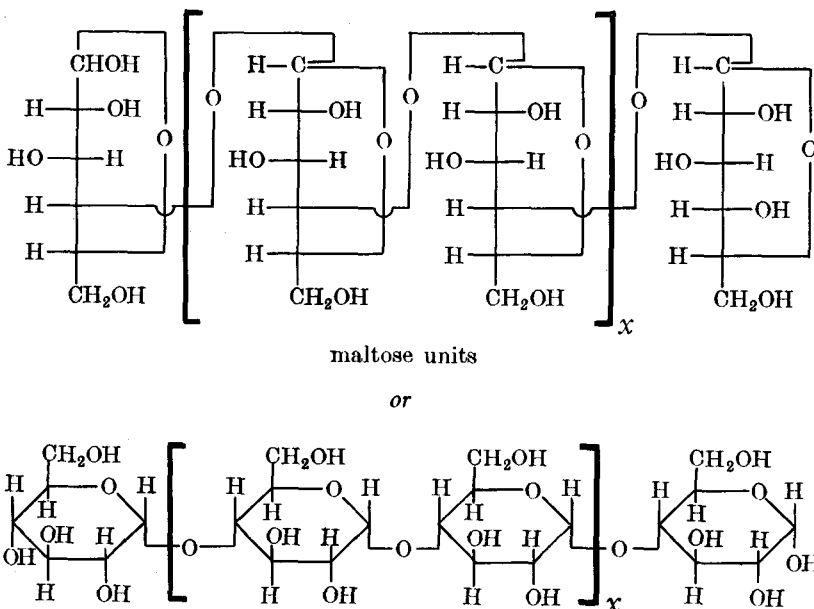 CHOH H—C H—C H—C
O O O
H OH H OH H OH H OH
O O O O
HO H HO H HO H HO H
H H H H OH
H H H H
CH₂OH CH₂OH CH₂OH CH₂OH
x
maltose units
or
CH₂OH CH₂OH CH₂OH CH₂OH
H O H H O H H O H H O H
H H H H
OH H OH H OH H OH H
OH O O O OH
H OH H OH H OH H OH
x